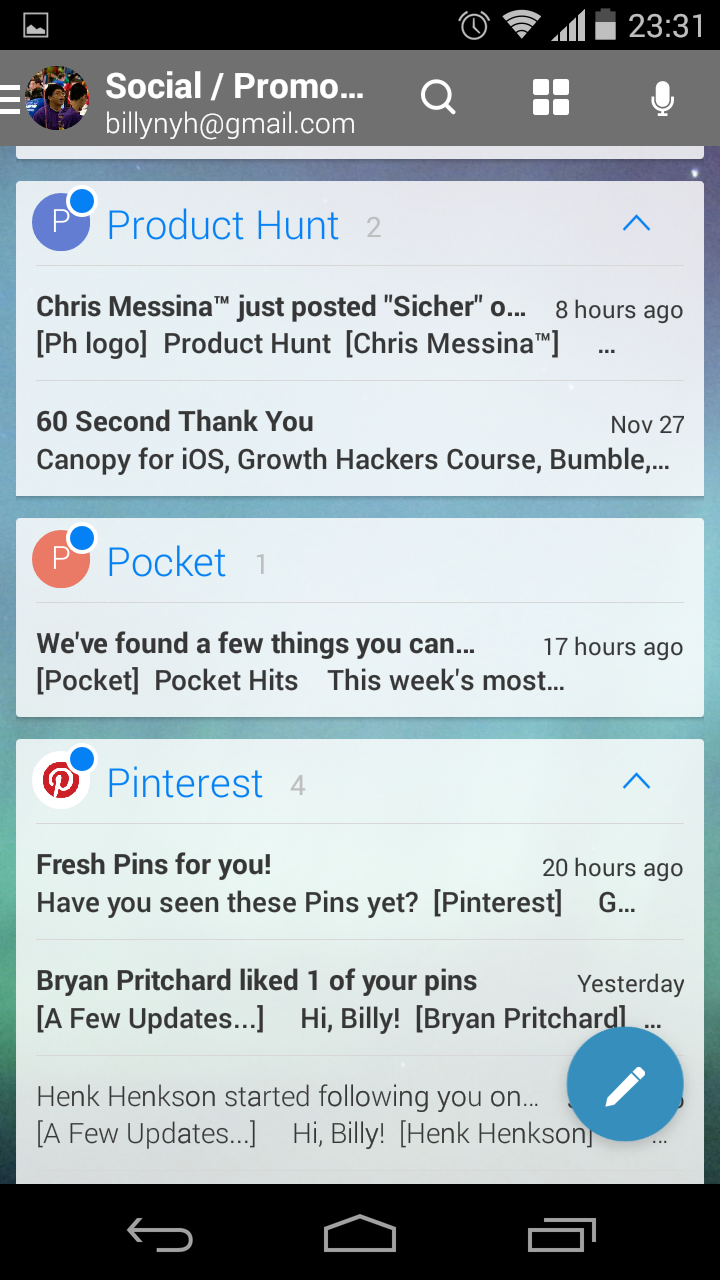 23:31
Social / Promo...
billynyh@gmail.com
P Product Hunt 2
Chris Messina™ just posted "Sicher" o... 8 hours ago
[Ph logo] Product Hunt [Chris Messina™] ...
60 Second Thank You Nov 27
Canopy for iOS, Growth Hackers Course, Bumble,...
P Pocket 1
We've found a few things you can... 17 hours ago
[Pocket] Pocket Hits This week's most...
Pinterest 4
Fresh Pins for you! 20 hours ago
Have you seen these Pins yet? [Pinterest] G...
Bryan Pritchard liked 1 of your pins Yesterday
[A Few Updates...] Hi, Billy! [Bryan Pritchard] ...
Henk Henkson started following you on...
[A Few Updates...] Hi, Billy! [Henk Henkson] ...